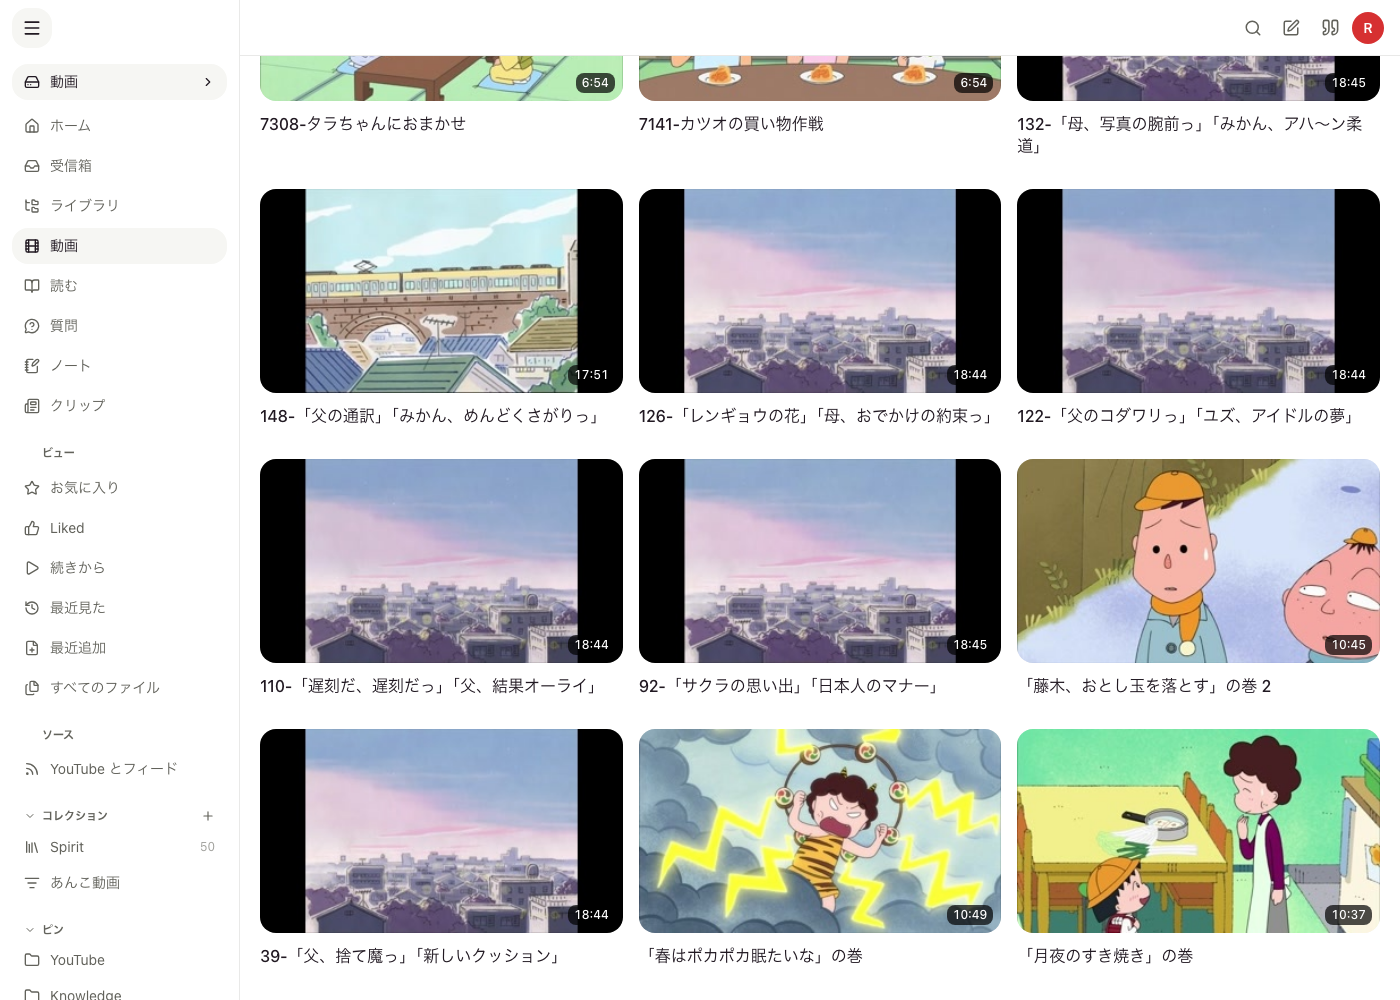 R
動画
ホーム
受信箱
ライブラリ
動画
読む
質問
ノート
クリップ
ビュー
お気に入り
Liked
続きから
最近見た
最近追加
すべてのファイル
ソース
YouTube とフィード
コレクション
Spirit 50
あんこ動画
ピン
YouTube
Knowledge
6:54
6:54
18:45
7308-タラちゃんにおまかせ
7141-カツオの買い物作戦
132-「母、写真の腕前っ」「みかん、アハ〜ン柔
道」
17:51
18:44
18:44
148-「父の通訳」「みかん、めんどくさがりっ」
126-「レンギョウの花」「母、おでかけの約束っ」
122-「父のコダワリっ」「ユズ、アイドルの夢」
18:44
18:45
10:45
110-「遅刻だ、遅刻だっ」「父、結果オーライ」
92-「サクラの思い出」「日本人のマナー」
「藤木、おとし玉を落とす」の巻 2
18:44
10:49
10:37
39-「父、捨て魔っ」「新しいクッション」
「春はポカポカ眠たいな」の巻
「月夜のすき焼き」の巻